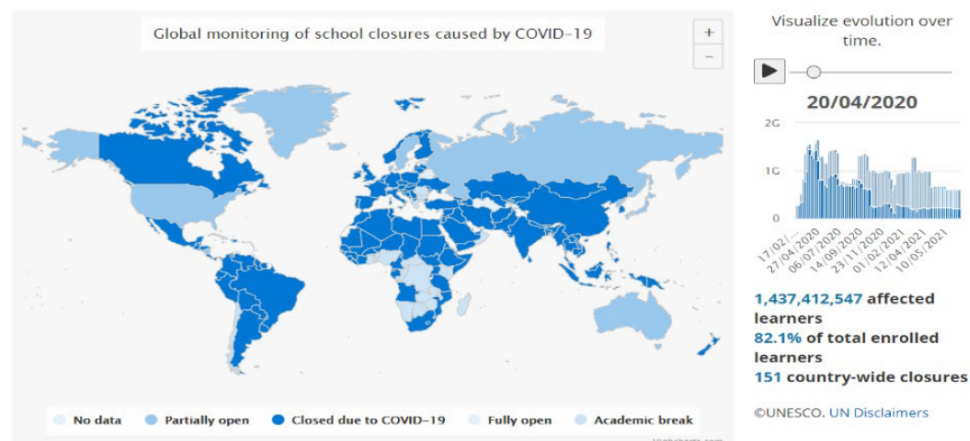 Global monitoring of school closures caused by COVID-19
+
−
No data
Partially open
Closed due to COVID-19
Fully open
Academic break
Visualize evolution over
time.
20/04/2020
2G
1G
0
17/02/...
27/04/2020
06/07/2020
14/09/2020
23/11/2020
01/02/2021
12/04/2021
10/05/2021
1,437,412,547 affected
learners
82.1% of total enrolled
learners
151 country-wide closures
©UNESCO. UN Disclaimers